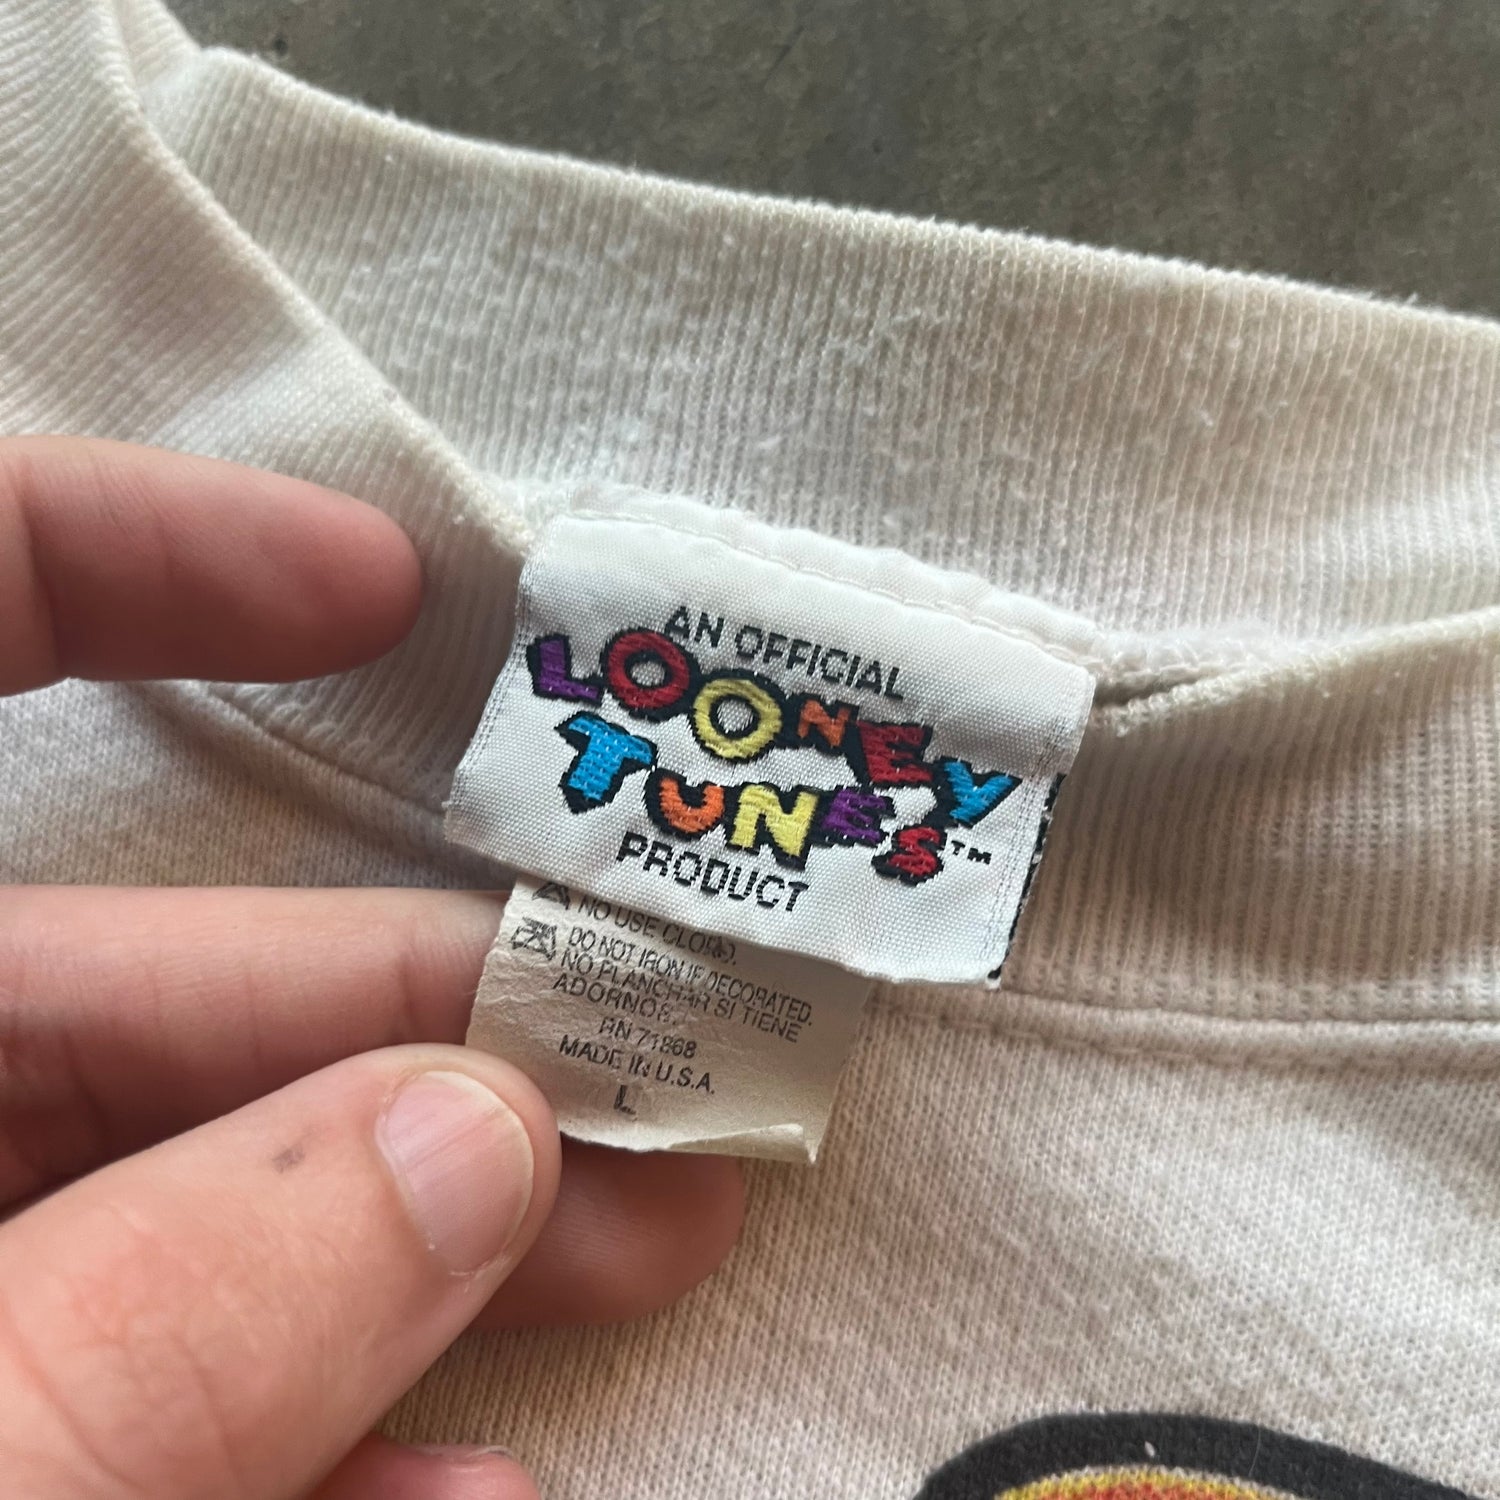 AN OFFICIAL
LOONEY
TUNES™
PRODUCT
NO USE CLORO.
DO NOT IRON IF DECORATED.
NO PLANCHAR SI TIENE
ADORNOS.
RN 71868
MADE IN U.S.A.
L